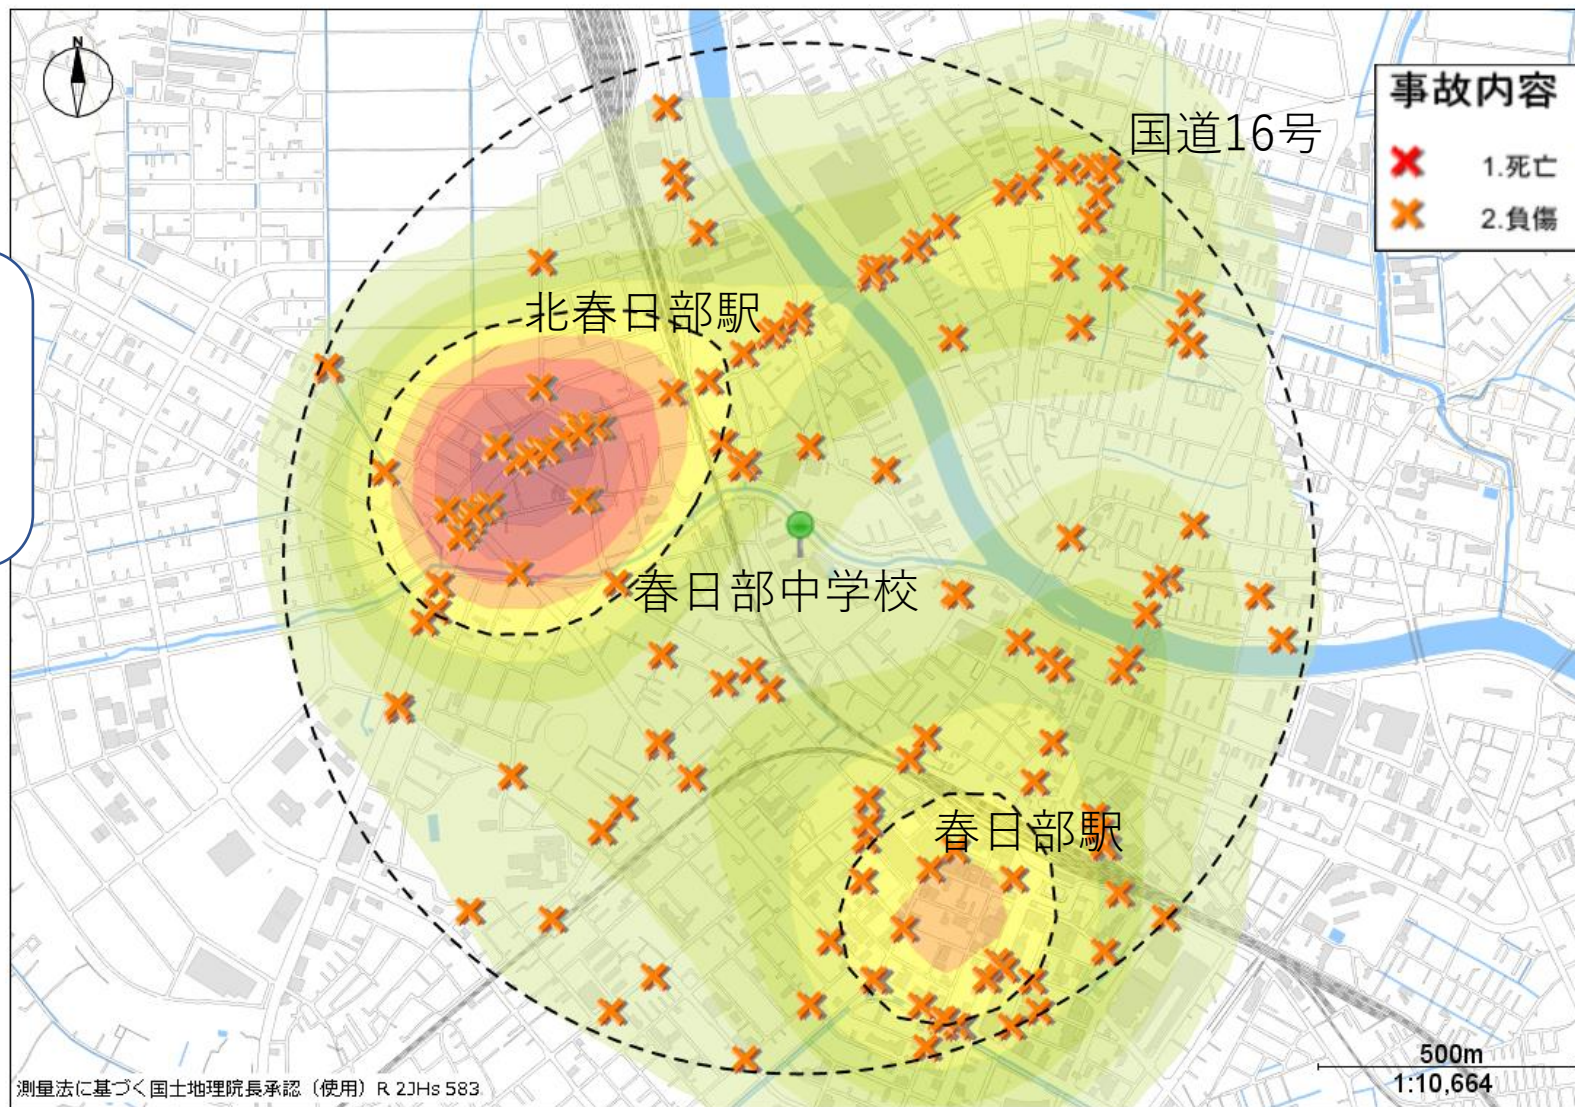 N
事故内容
1.死亡
2.負傷
国道16号
北春日部駅
春日部中学校
春日部駅
500m
1:10,664
測量法に基づく国土地理院長承認（使用）R 2JHs 583